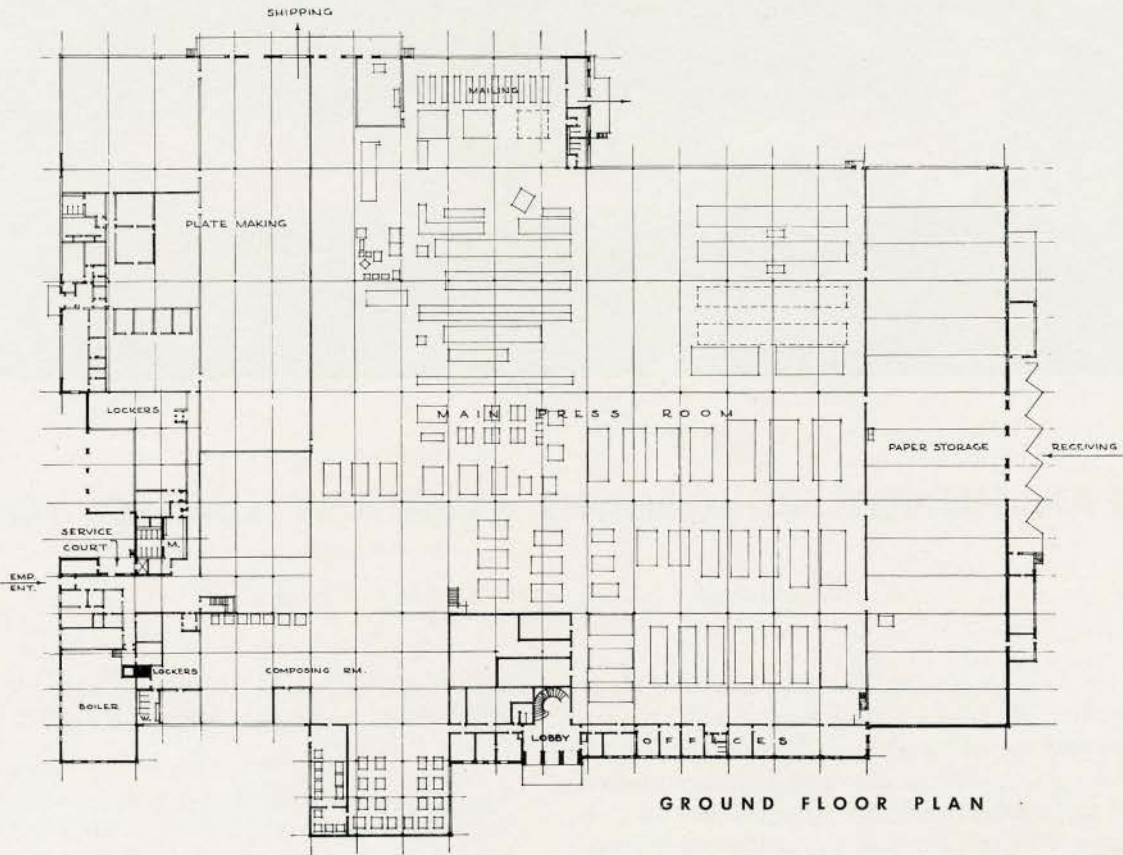 SHIPPING
MAILING
PLATE MAKING
LOCKERS
MAIN PRESS ROOM
PAPER STORAGE
RECEIVING
SERVICE
COURT
M.
EMP.
ENT.
LOCKERS
COMPOSING RM.
BOILER
W.
LOBBY
OFFICES
GROUND FLOOR PLAN